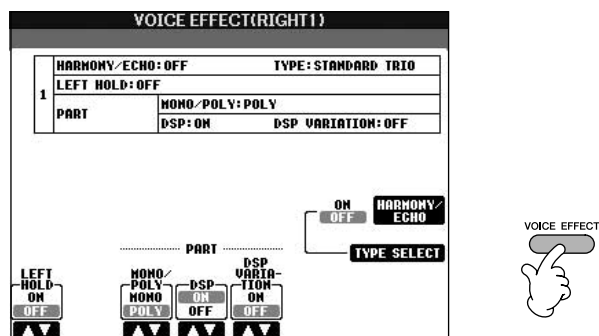 VOICE EFFECT(RIGHT1)
1
HARMONY/ECHO:OFF TYPE:STANDARD TRIO
LEFT HOLD:OFF
PART
MONO/POLY:POLY
DSP:ON DSP VARIATION:OFF
ON
OFF
HARMONY/
ECHO
VOICE EFFECT
TYPE SELECT
PART
LEFT
HOLD
ON
OFF
MONO/
POLY
MONO
POLY
DSP
ON
OFF
DSP
VARIA-
TION
ON
OFF